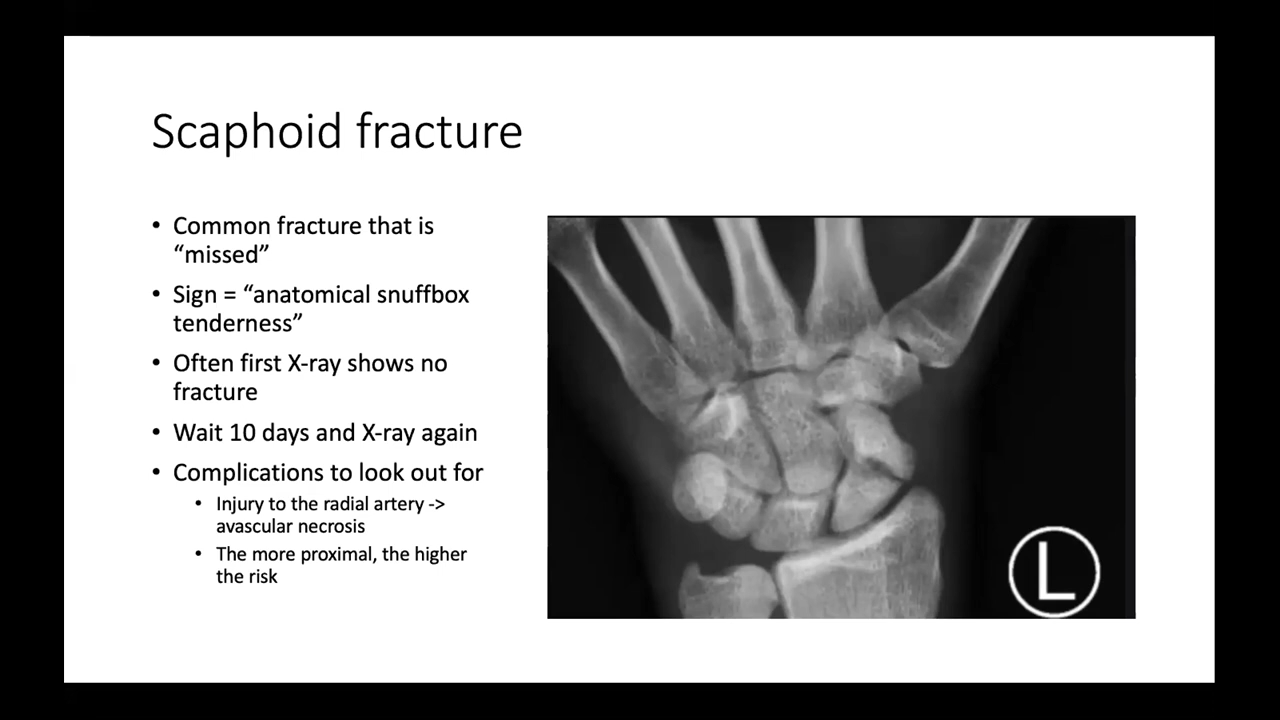 Scaphoid fracture
• Common fracture that is
“missed”
• Sign = “anatomical snuffbox
tenderness”
• Often first X-ray shows no
fracture
• Wait 10 days and X-ray again
• Complications to look out for
• Injury to the radial artery ->
avascular necrosis
• The more proximal, the higher
the risk
L